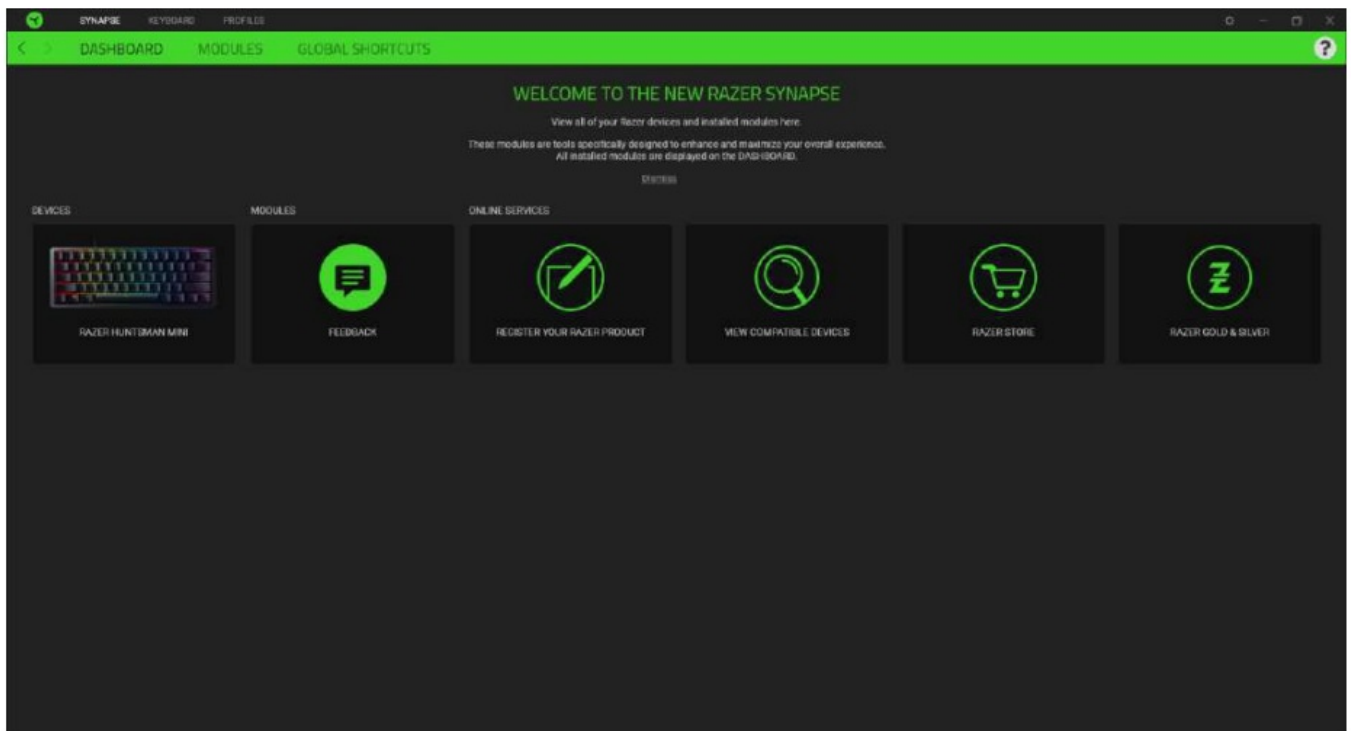 SYNAPSE KEYBOARD PROFILES
DASHBOARD MODULES GLOBAL SHORTCUTS
?
WELCOME TO THE NEW RAZER SYNAPSE
View all of your Razer devices and installed modules here.
These modules are tools specifically designed to enhance and maximize your overall experience.
All installed modules are displayed on the DASHBOARD.
Dismiss
DEVICES MODULES ONLINE SERVICES
RAZER HUNTSMAN MINI FEEDBACK REGISTER YOUR RAZER PRODUCT VIEW COMPATIBLE DEVICES RAZER STORE RAZER GOLD & SILVER